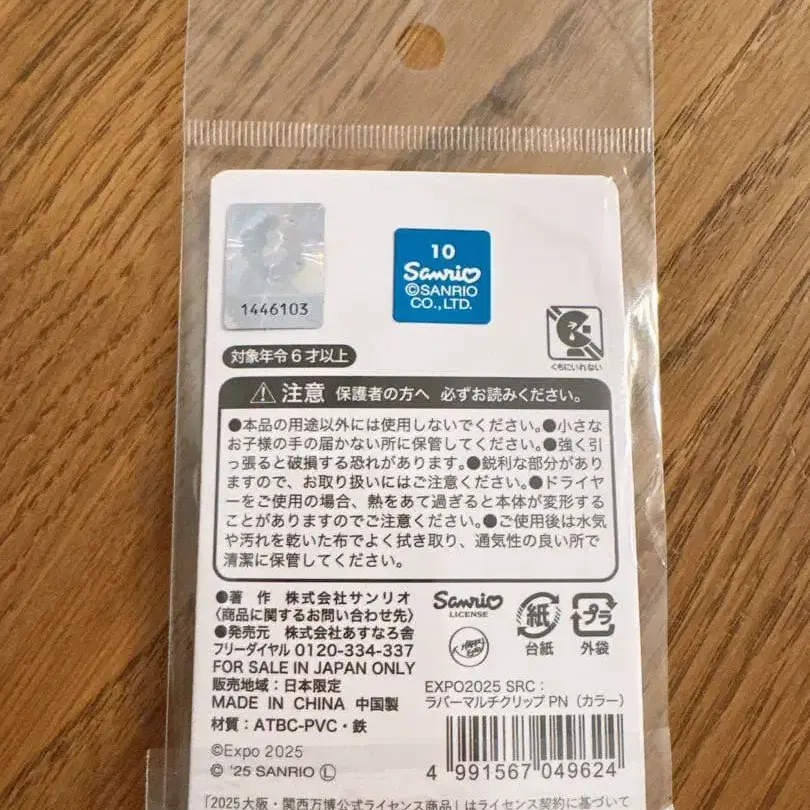 1446103
10
Sanrio
©SANRIO
CO.,LTD.
くちにいれない
対象年令6才以上
⚠注意 保護者の方へ 必ずお読みください。
●本品の用途以外には使用しないでください。●小さな
お子様の手の届かない所に保管してください。●強く引
っ張ると破損する恐れがあります。●鋭利な部分があり
ますので、お取り扱いにはご注意ください。●ドライヤ
ーをご使用の場合、熱をあて過ぎると本体が変形する
ことがありますのでご注意ください。●ご使用後は水気
や汚れを乾いた布でよく拭き取り、通気性の良い所で
清潔に保管してください。
●著 作 株式会社サンリオ
〈商品に関するお問い合わせ先〉
●発売元 株式会社あすなろ舎
フリーダイヤル 0120-334-337
FOR SALE IN JAPAN ONLY
販売地域：日本限定
MADE IN CHINA 中国製
材質：ATBC-PVC・鉄
©Expo 2025
© '25 SANRIO Ⓛ
Sanrio
LICENSE
紙
台紙
プラ
外袋
EXPO2025 SRC：
ラバーマルチクリップ PN（カラー）
4 991567 049624
「2025大阪・関西万博公式ライセンス商品」はライセンス契約に基づいて